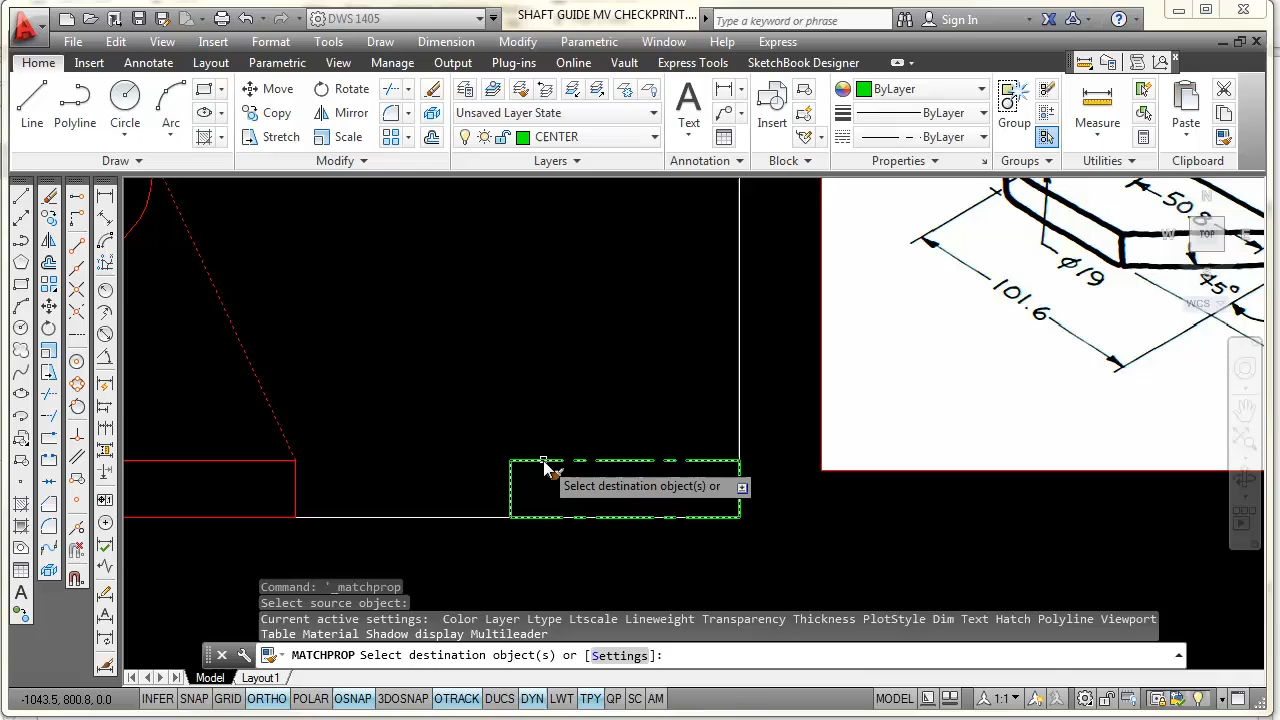 DWS 1405
SHAFT GUIDE MV CHECKPRINT....
Type a keyword or phrase
Sign In
File Edit View Insert Format Tools Draw Dimension Modify Parametric Window Help Express
Home Insert Annotate Layout Parametric View Manage Output Plug-ins Online Vault Express Tools SketchBook Designer
Line Polyline Circle Arc
Move Rotate
Copy Mirror
Stretch Scale
Unsaved Layer State
CENTER
Text
Insert
ByLayer
ByLayer
ByLayer
Group
Measure
Paste
Draw Modify Layers Annotation Block Properties Groups Utilities Clipboard
50.8
N
W TOP E
S
WCS
ϕ19
45°
101.6
Select destination object(s) or
Command: '_matchprop
Select source object:
Current active settings: Color Layer Ltype Ltscale Lineweight Transparency Thickness PlotStyle Dim Text Hatch Polyline Viewport
Table Material Shadow display Multileader
MATCHPROP Select destination object(s) or [Settings]:
Model Layout1
-1043.5, 800.8, 0.0 INFER SNAP GRID ORTHO POLAR OSNAP 3DOSNAP OTRACK DUCS DYN LWT TPY QP SC AM MODEL 1:1